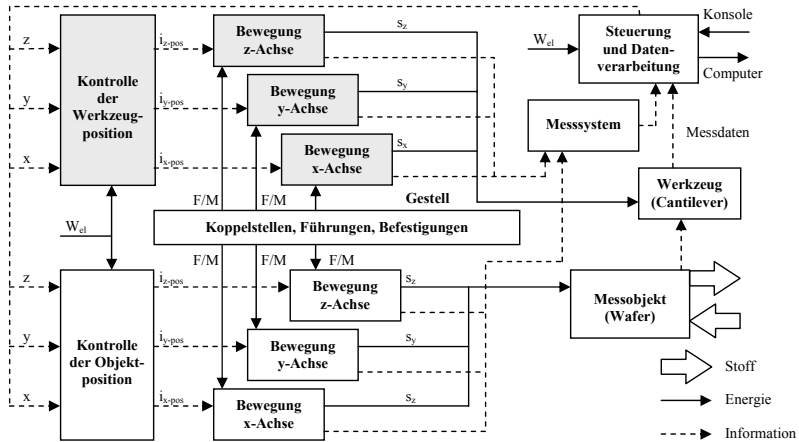 z
y
x
Kontrolle
der
Werkzeug-
position
i_z-pos
i_y-pos
i_x-pos
Bewegung
z-Achse
Bewegung
y-Achse
Bewegung
x-Achse
s_z
s_y
s_x
W_el
Steuerung
und Daten-
verarbeitung
Konsole
Computer
Messsystem
Messdaten
Werkzeug
(Cantilever)
Gestell
F/M
F/M
F/M
Koppelstellen, Führungen, Befestigungen
F/M
F/M
F/M
W_el
z
y
x
Kontrolle
der Objekt-
position
i_z-pos
i_y-pos
i_x-pos
Bewegung
z-Achse
Bewegung
y-Achse
Bewegung
x-Achse
s_z
s_y
s_z
Messobjekt
(Wafer)
Stoff
Energie
Information